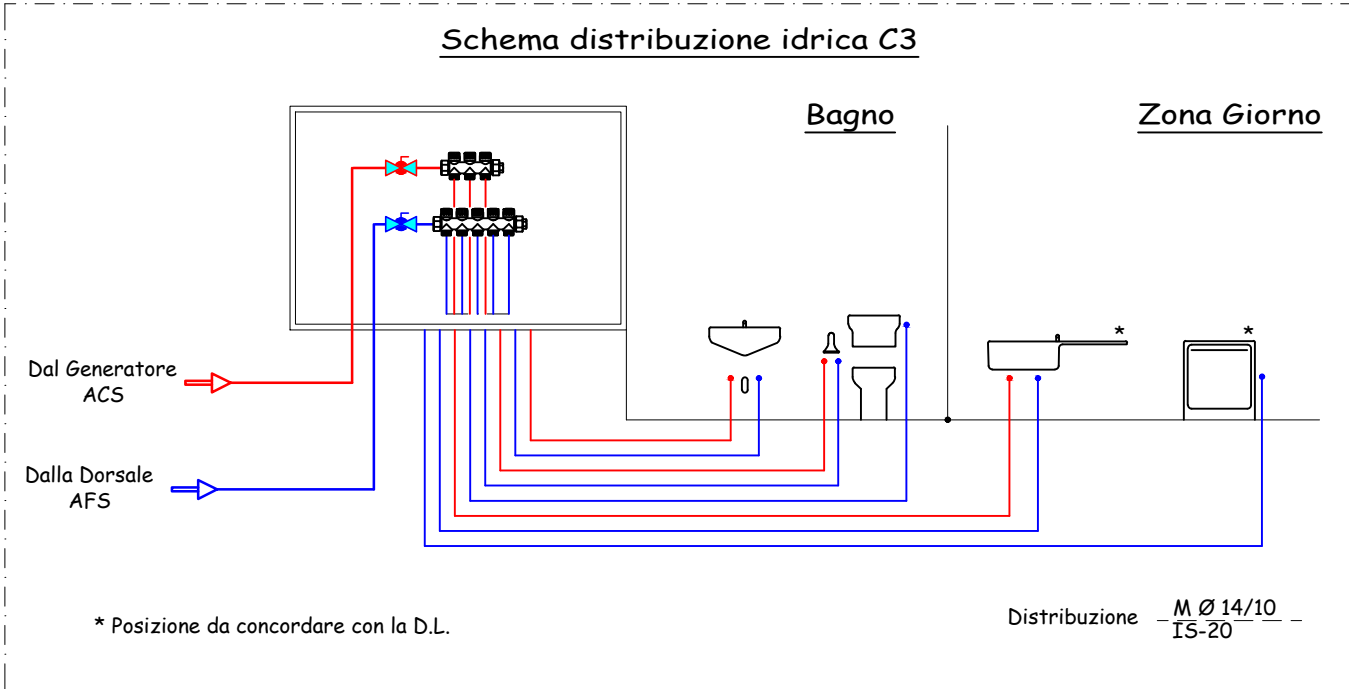 Schema distribuzione idrica C3
Bagno
Zona Giorno
*
*
Dal Generatore
ACS
Dalla Dorsale
AFS
* Posizione da concordare con la D.L.
Distribuzione
M Ø 14/10
IS-20